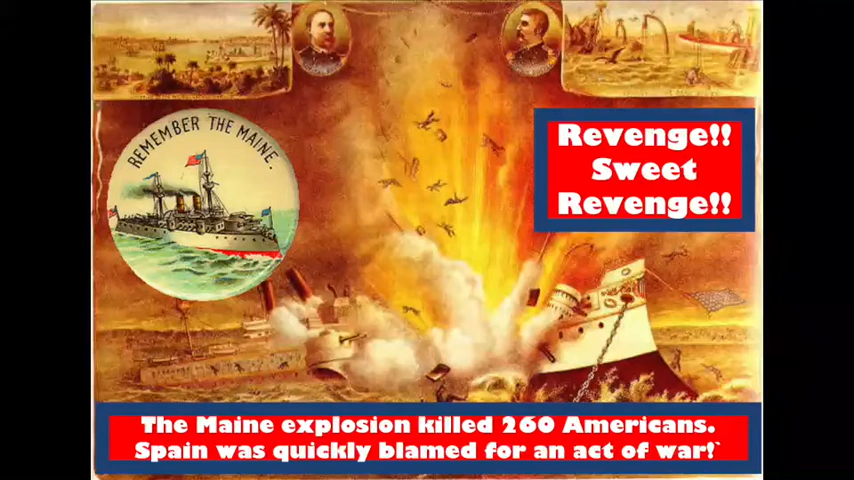 REMEMBER THE MAINE.
Revenge!!
Sweet
Revenge!!
The Maine explosion killed 260 Americans.
Spain was quickly blamed for an act of war!`